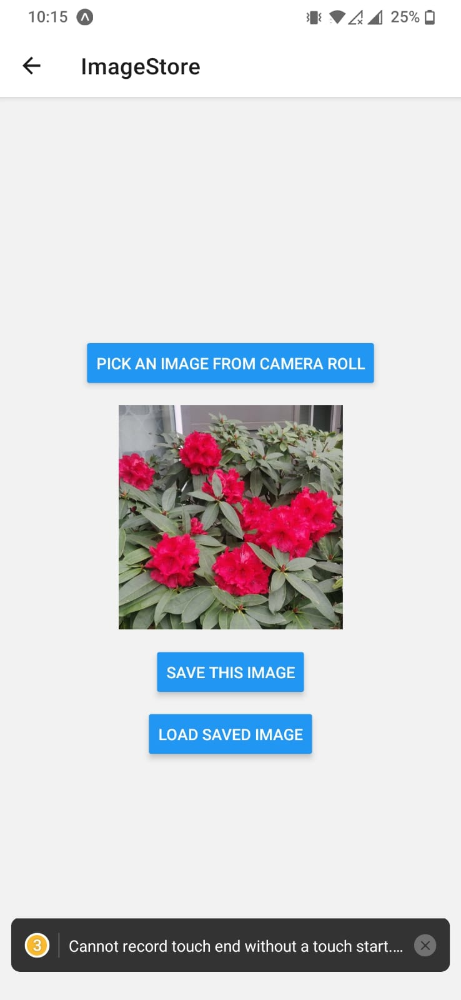 10:15 25%
ImageStore
PICK AN IMAGE FROM CAMERA ROLL
SAVE THIS IMAGE
LOAD SAVED IMAGE
3 Cannot record touch end without a touch start....